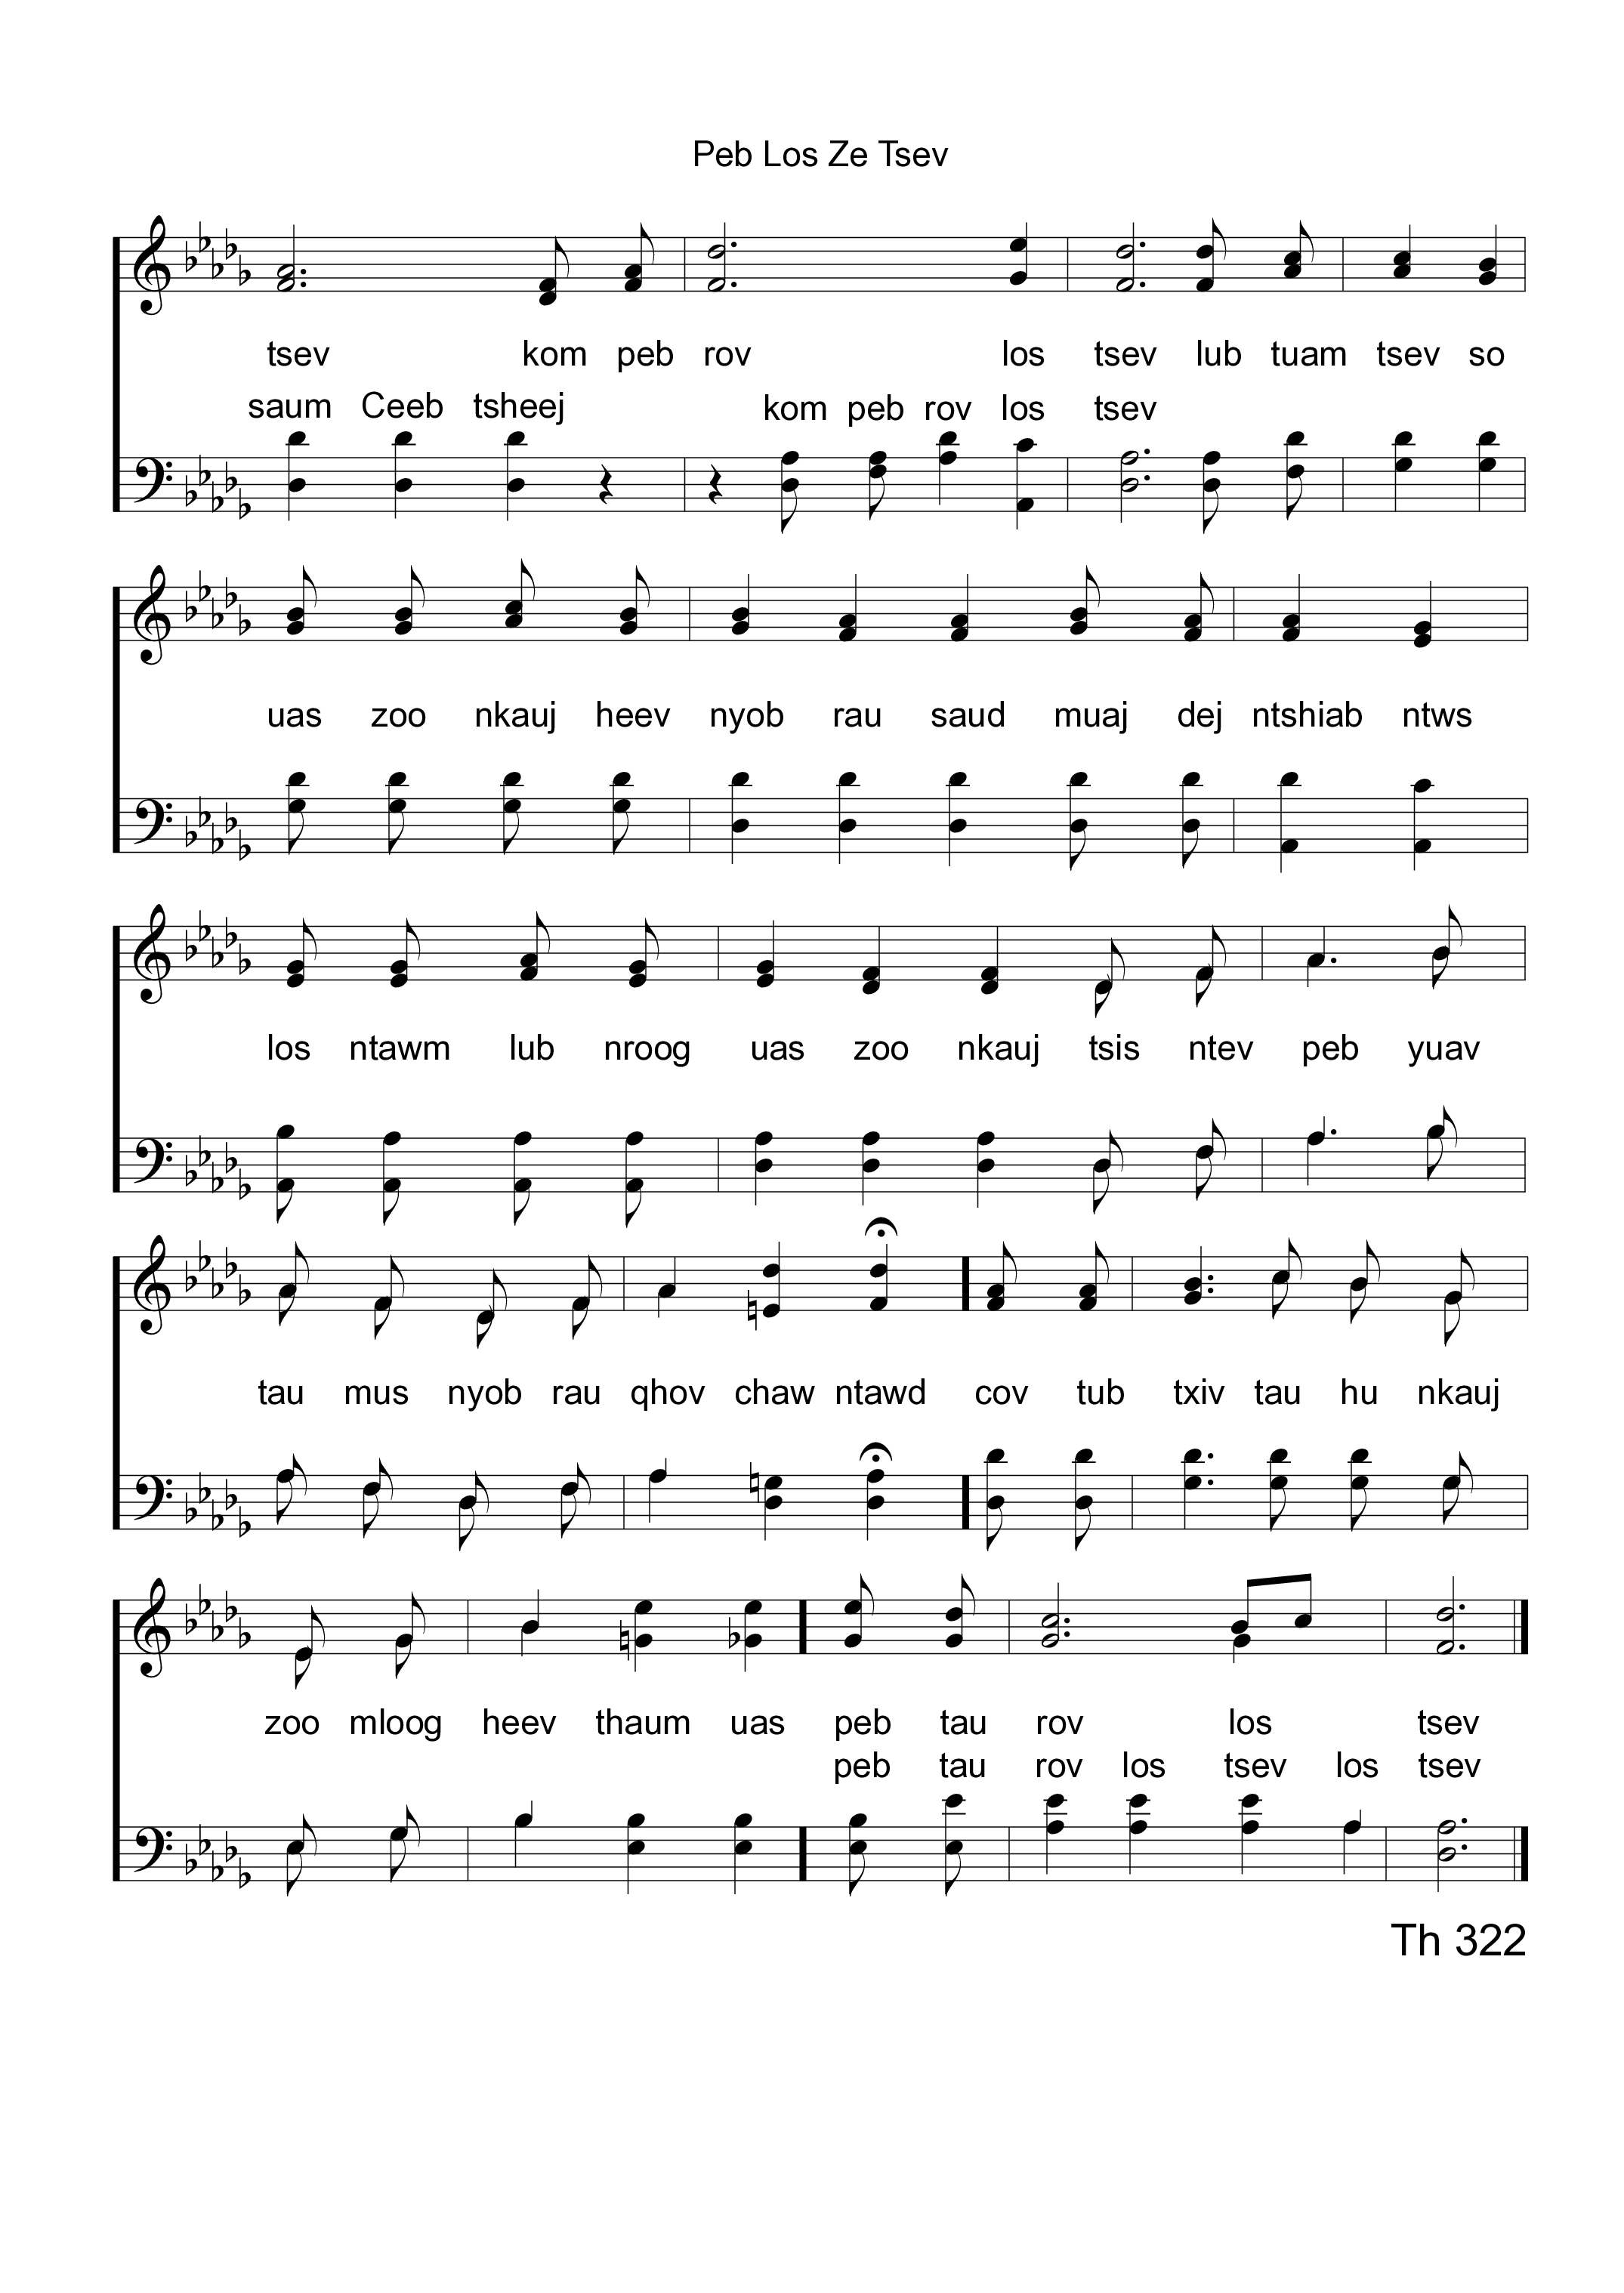 Peb Los Ze Tsev
tsev kom peb rov los tsev lub tuam tsev so
saum Ceeb tsheej kom peb rov los tsev
uas zoo nkauj heev nyob rau saud muaj dej ntshiab ntws
los ntawm lub nroog uas zoo nkauj tsis ntev peb yuav
tau mus nyob rau qhov chaw ntawd cov tub txiv tau hu nkauj
zoo mloog heev thaum uas peb tau rov los tsev
peb tau rov los tsev los tsev
Th 322